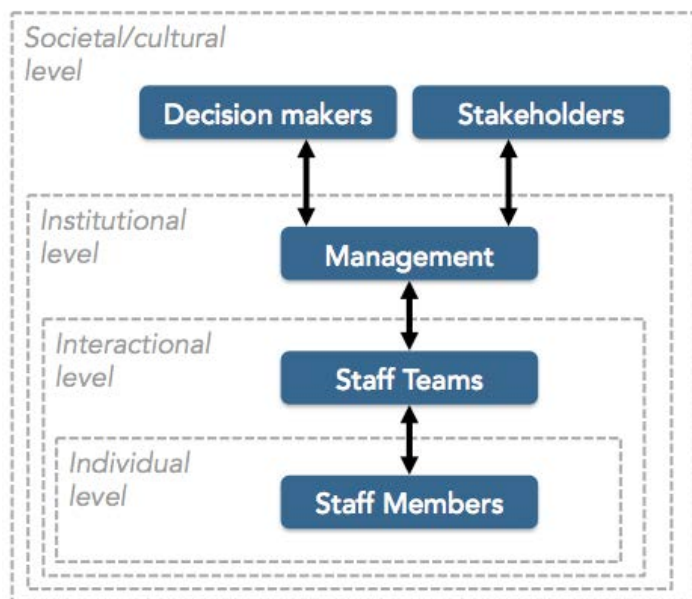 Societal/cultural
level
Decision makers
Stakeholders
Institutional
level
Management
Interactional
level
Staff Teams
Individual
level
Staff Members